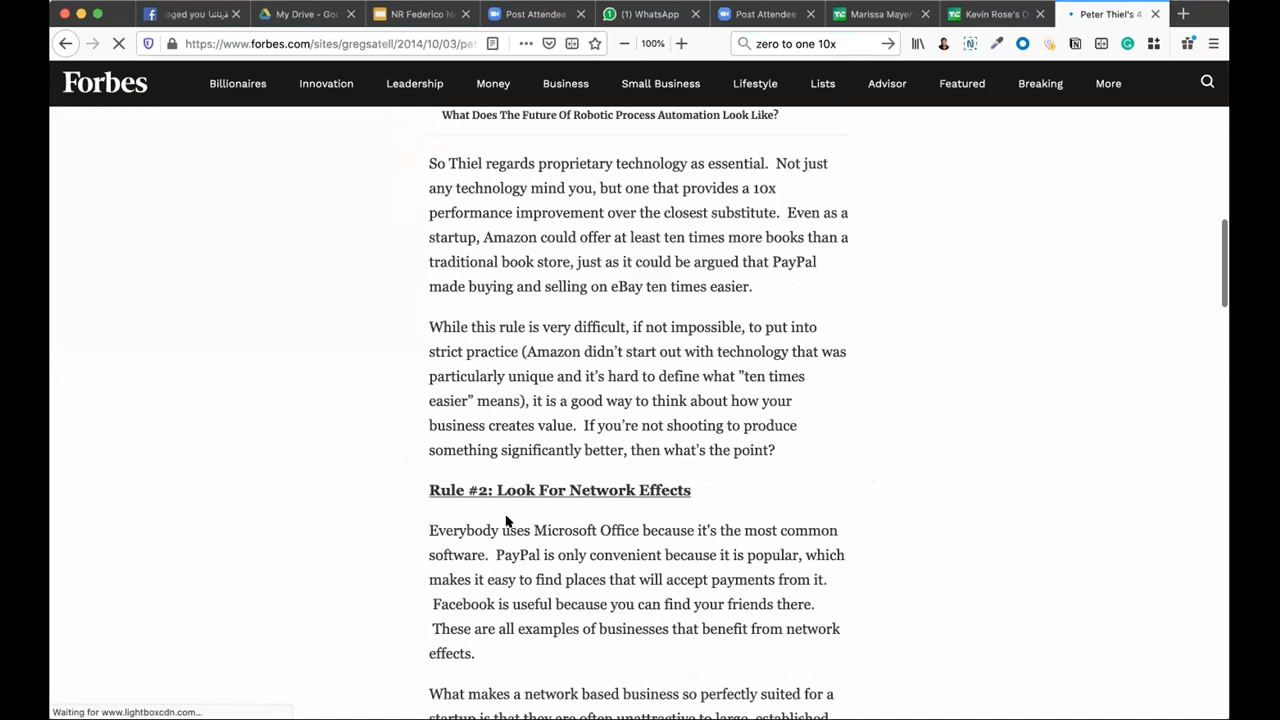 aged you قرناشا
My Drive - Goo
NR Federico N
Post Attendee
(1) WhatsApp
Post Attendee
Marissa Mayer
Kevin Rose's O
Peter Thiel's 4
https://www.forbes.com/sites/gregsatell/2014/10/03/pet
100%
zero to one 10x
Forbes
Billionaires
Innovation
Leadership
Money
Business
Small Business
Lifestyle
Lists
Advisor
Featured
Breaking
More
What Does The Future Of Robotic Process Automation Look Like?
So Thiel regards proprietary technology as essential.  Not just
any technology mind you, but one that provides a 10x
performance improvement over the closest substitute.  Even as a
startup, Amazon could offer at least ten times more books than a
traditional book store, just as it could be argued that PayPal
made buying and selling on eBay ten times easier.
While this rule is very difficult, if not impossible, to put into
strict practice (Amazon didn’t start out with technology that was
particularly unique and it’s hard to define what ”ten times
easier” means), it is a good way to think about how your
business creates value.  If you’re not shooting to produce
something significantly better, then what’s the point?
Rule #2: Look For Network Effects
Everybody uses Microsoft Office because it's the most common
software.  PayPal is only convenient because it is popular, which
makes it easy to find places that will accept payments from it.
Facebook is useful because you can find your friends there.
These are all examples of businesses that benefit from network
effects.
What makes a network based business so perfectly suited for a
startup is that they are often unattractive to large, established
Waiting for www.lightboxcdn.com...